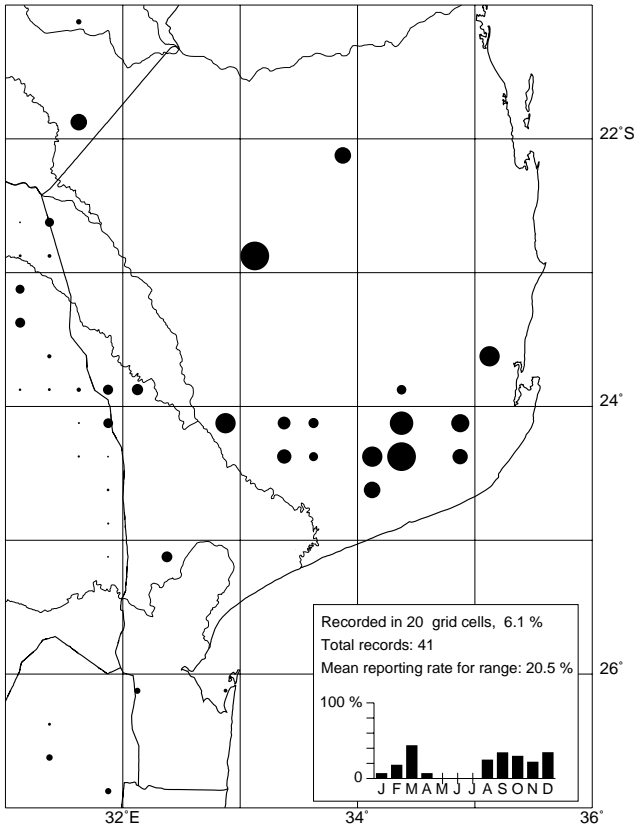 22°S
24°
26°
Recorded in 20 grid cells, 6.1 %
Total records: 41
Mean reporting rate for range: 20.5 %
100 %
0
J F M A M J J A S O N D
32°E
34°
36°